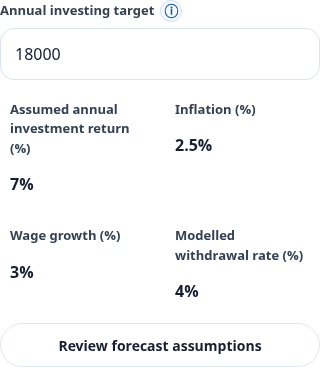 Annual investing target
18000
Assumed annual
investment return
(%)
7%
Inflation (%)
2.5%
Wage growth (%)
3%
Modelled
withdrawal rate (%)
4%
Review forecast assumptions